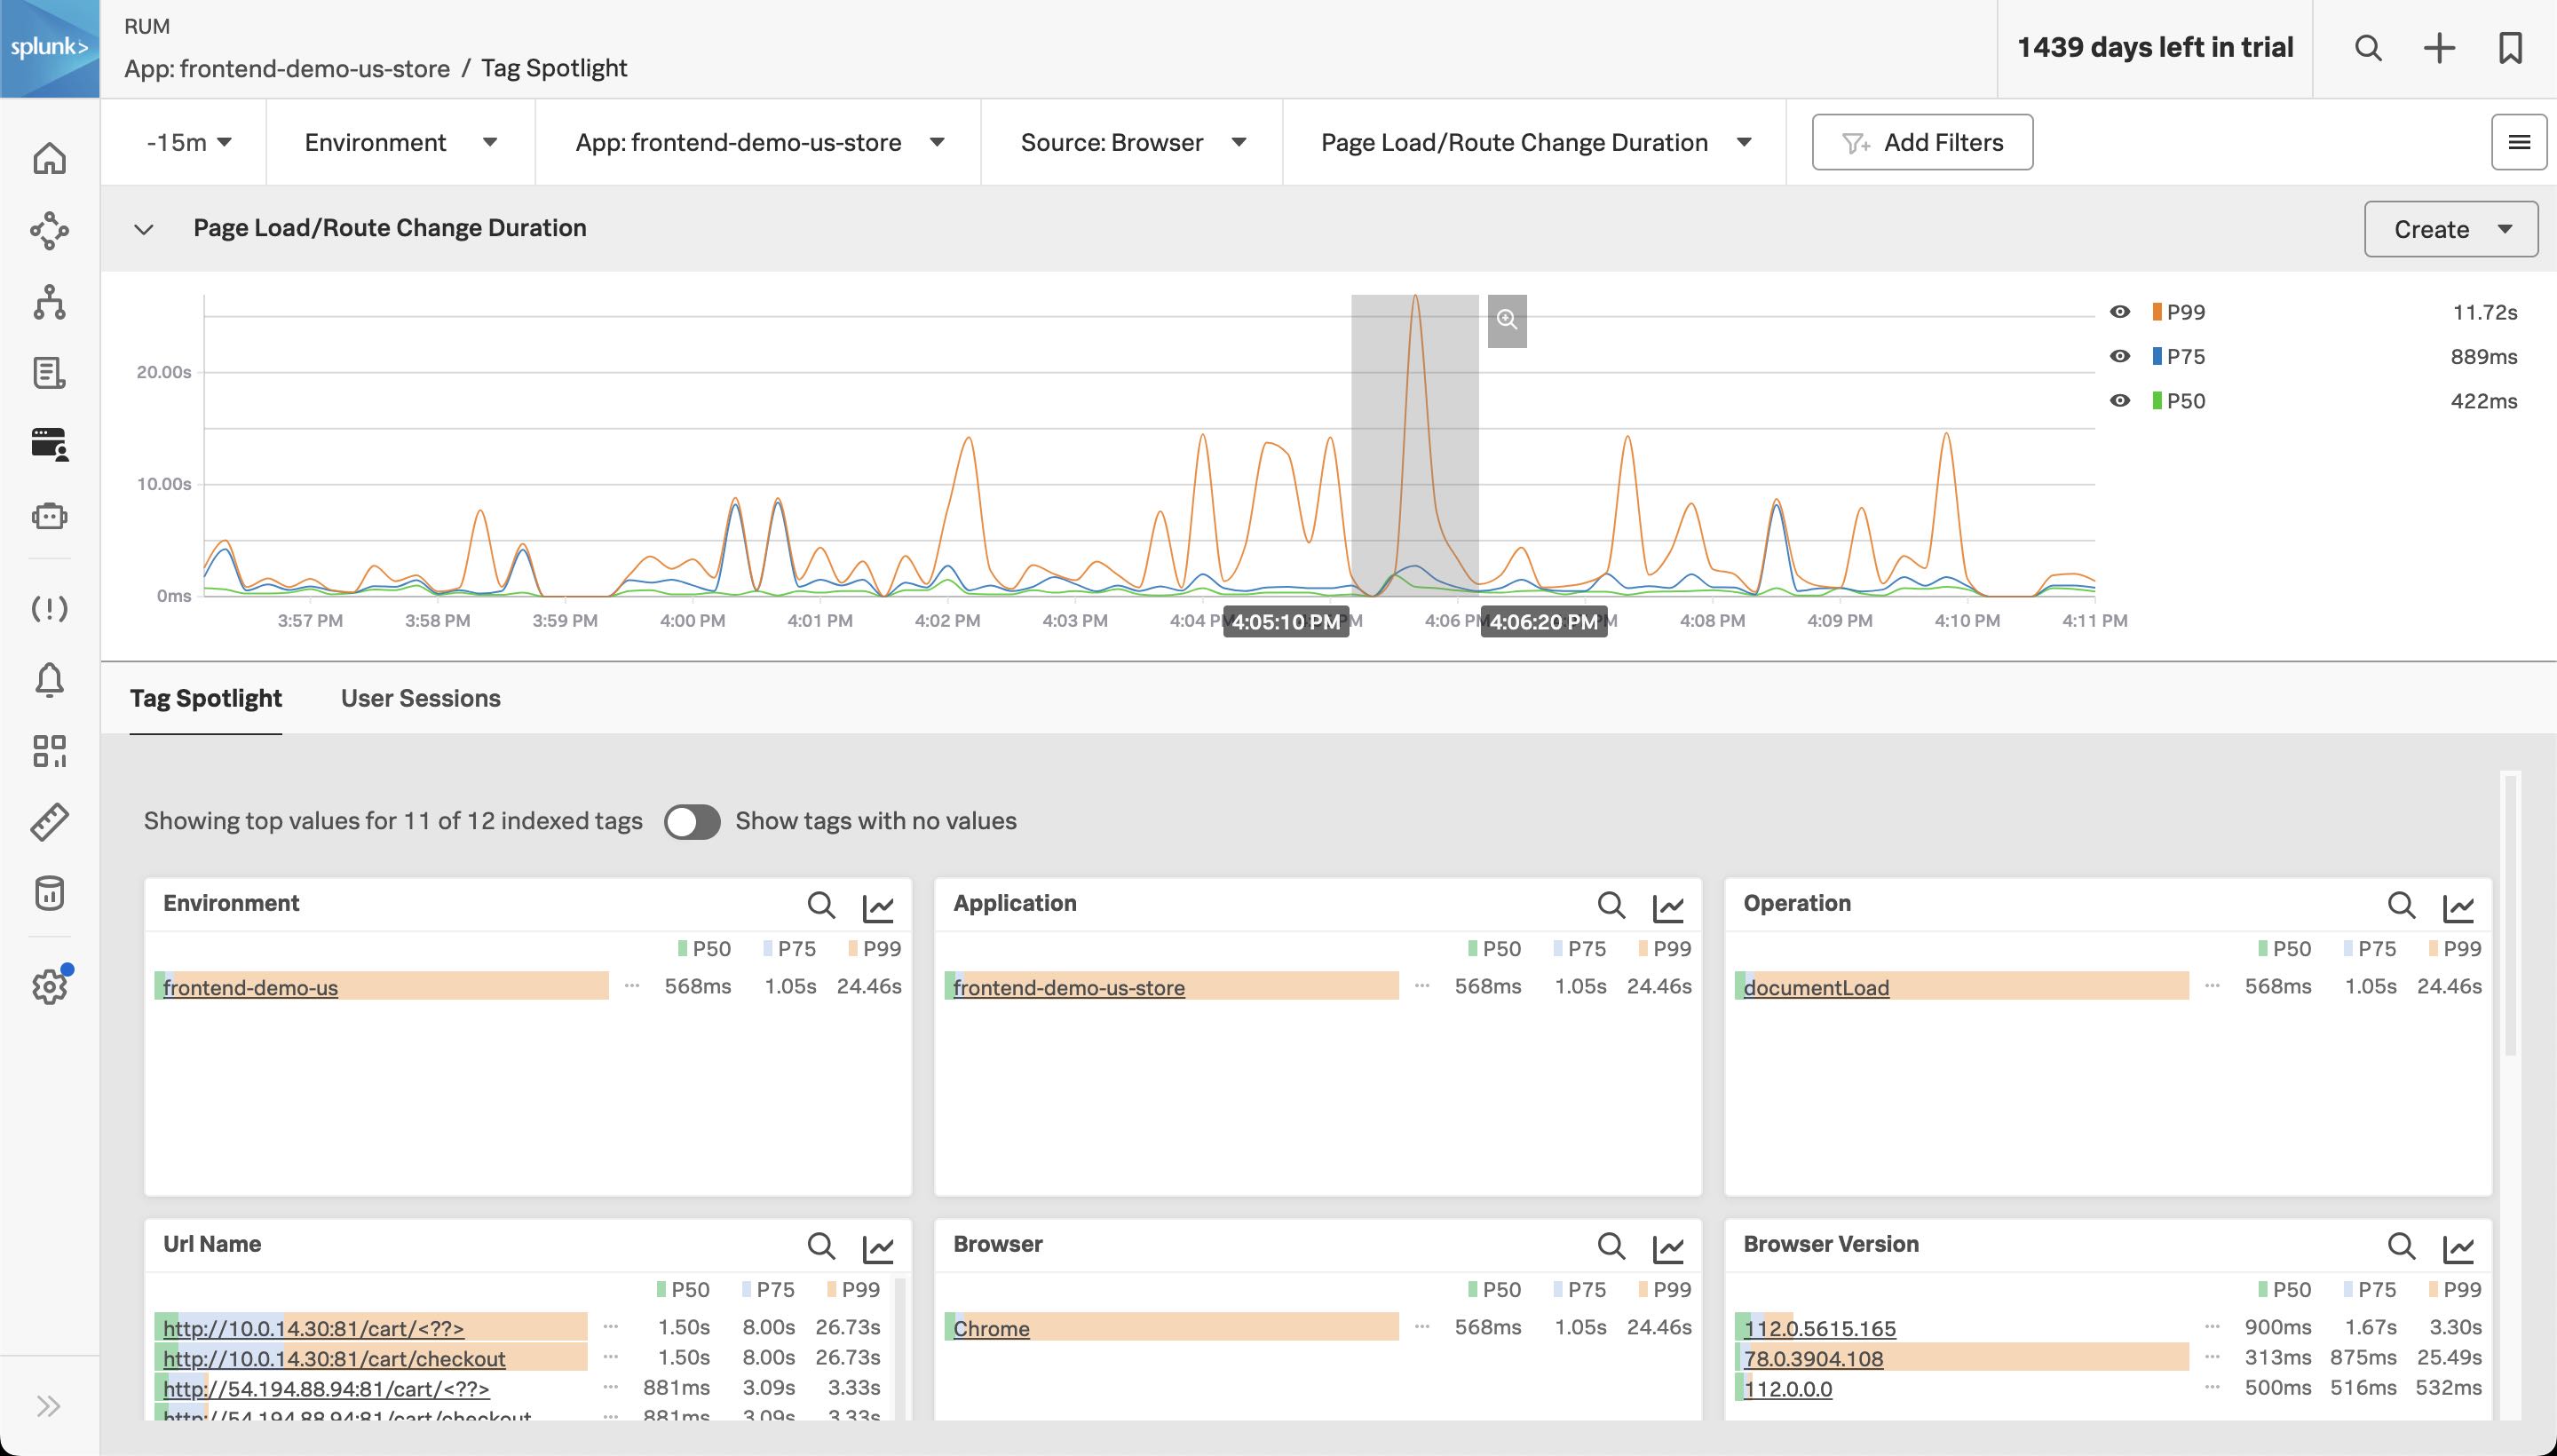 splunk>
RUM
App: frontend-demo-us-store / Tag Spotlight
1439 days left in trial
-15m
Environment
App: frontend-demo-us-store
Source: Browser
Page Load/Route Change Duration
Add Filters
Page Load/Route Change Duration
Create
20.00s
10.00s
0ms
P99 11.72s
P75 889ms
P50 422ms
3:57 PM 3:58 PM 3:59 PM 4:00 PM 4:01 PM 4:02 PM 4:03 PM 4:04 PM 4:05:10 PM 4:06 PM 4:06:20 PM 4:08 PM 4:09 PM 4:10 PM 4:11 PM
Tag Spotlight User Sessions
Showing top values for 11 of 12 indexed tags Show tags with no values
Environment
P50 P75 P99
frontend-demo-us ... 568ms 1.05s 24.46s
Application
P50 P75 P99
frontend-demo-us-store ... 568ms 1.05s 24.46s
Operation
P50 P75 P99
documentLoad ... 568ms 1.05s 24.46s
Url Name
P50 P75 P99
http://10.0.14.30:81/cart/<??> ... 1.50s 8.00s 26.73s
http://10.0.14.30:81/cart/checkout ... 1.50s 8.00s 26.73s
http://54.194.88.94:81/cart/<??> ... 881ms 3.09s 3.33s
http://54.194.88.94:81/cart/checkout ... 881ms 3.09s 3.33s
Browser
P50 P75 P99
Chrome ... 568ms 1.05s 24.46s
Browser Version
P50 P75 P99
112.0.5615.165 ... 900ms 1.67s 3.30s
78.0.3904.108 ... 313ms 875ms 25.49s
112.0.0.0 ... 500ms 516ms 532ms